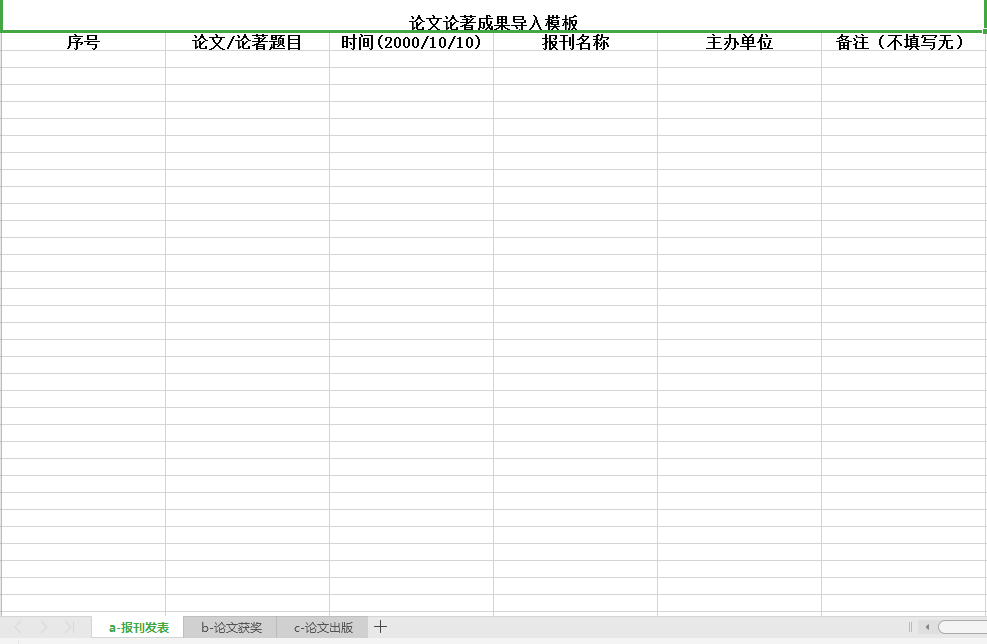 论文论著成果导入模板
序号 论文/论著题目 时间(2000/10/10) 报刊名称 主办单位 备注（不填写无）
a-报刊发表 b-论文获奖 c-论文出版